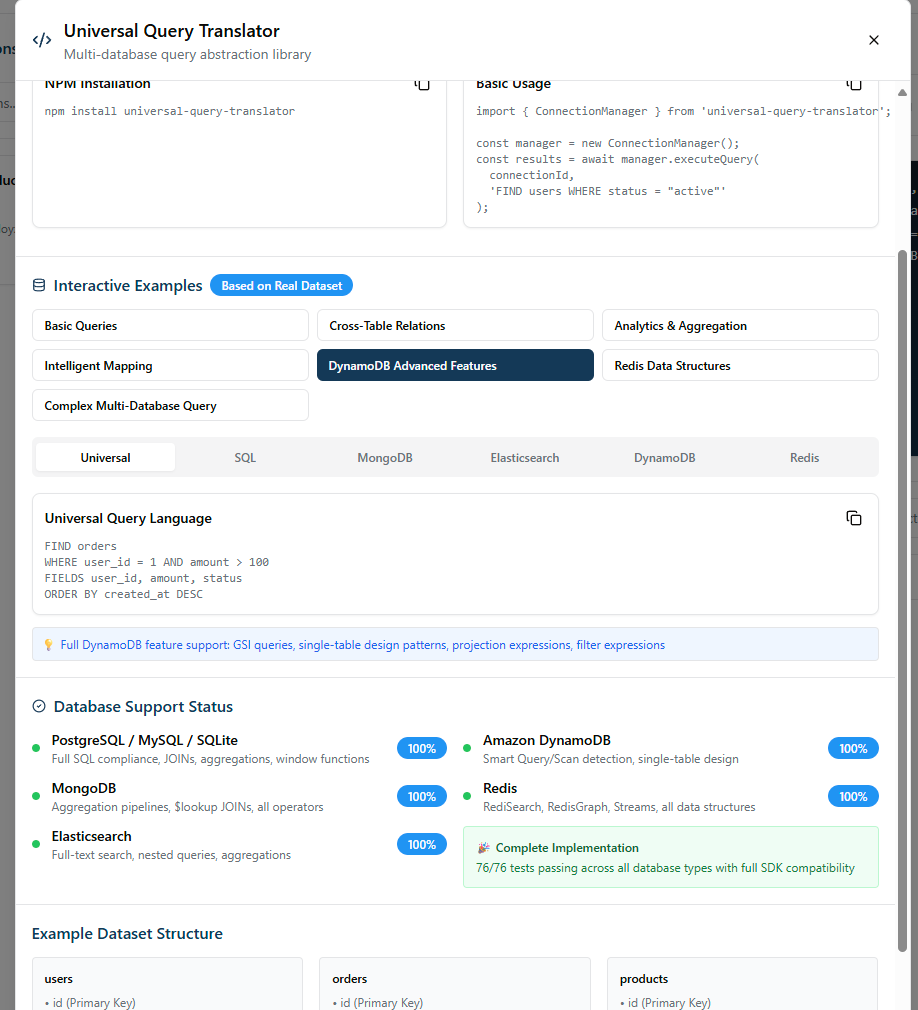 Universal Query Translator
Multi-database query abstraction library
NPM Installation
npm install universal-query-translator
Basic Usage
import { ConnectionManager } from 'universal-query-translator';
const manager = new ConnectionManager();
const results = await manager.executeQuery(
connectionId,
'FIND users WHERE status = "active"'
);
Interactive Examples
Based on Real Dataset
Basic Queries
Cross-Table Relations
Analytics & Aggregation
Intelligent Mapping
DynamoDB Advanced Features
Redis Data Structures
Complex Multi-Database Query
Universal
SQL
MongoDB
Elasticsearch
DynamoDB
Redis
Universal Query Language
FIND orders
WHERE user_id = 1 AND amount > 100
FIELDS user_id, amount, status
ORDER BY created_at DESC
💡 Full DynamoDB feature support: GSI queries, single-table design patterns, projection expressions, filter expressions
Database Support Status
PostgreSQL / MySQL / SQLite
Full SQL compliance, JOINs, aggregations, window functions
100%
Amazon DynamoDB
Smart Query/Scan detection, single-table design
100%
MongoDB
Aggregation pipelines, $lookup JOINs, all operators
100%
Redis
RediSearch, RedisGraph, Streams, all data structures
100%
Elasticsearch
Full-text search, nested queries, aggregations
100%
🎉 Complete Implementation
76/76 tests passing across all database types with full SDK compatibility
Example Dataset Structure
users
• id (Primary Key)
orders
• id (Primary Key)
products
• id (Primary Key)